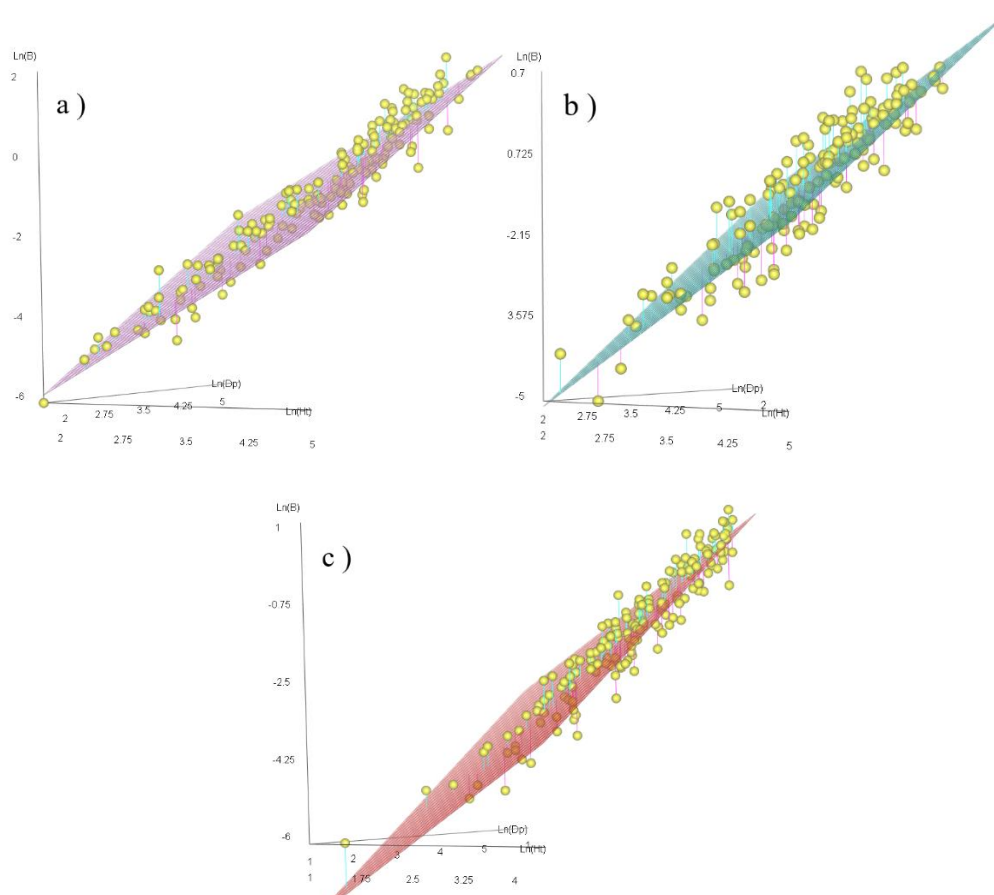 Ln(B)
2
a )
0
-2
-4
-6
Ln(Dp)
2 2.75 3.5 4.25 5
Ln(Ht)
2 2.75 3.5 4.25 5
Ln(B)
0.7
b )
0.725
-2.15
3.575
-5
Ln(Dp)
2 2.75 3.5 4.25 5 2
Ln(Ht)
2 2.75 3.5 4.25 5
Ln(B)
1
c )
-0.75
-2.5
-4.25
-6
Ln(Dp)
1 2 3 4 5 1
Ln(Ht)
1 1.75 2.5 3.25 4